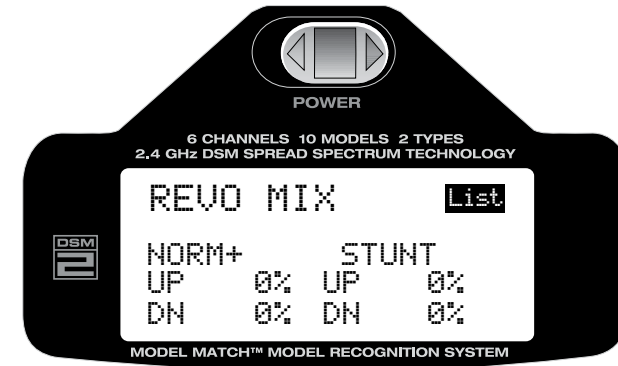 POWER
6 CHANNELS 10 MODELS 2 TYPES
2.4 GHz DSM SPREAD SPECTRUM TECHNOLOGY
REVO MIX List
DSM
2
NORM+ STUNT
UP 0% UP 0%
DN 0% DN 0%
MODEL MATCH™ MODEL RECOGNITION SYSTEM